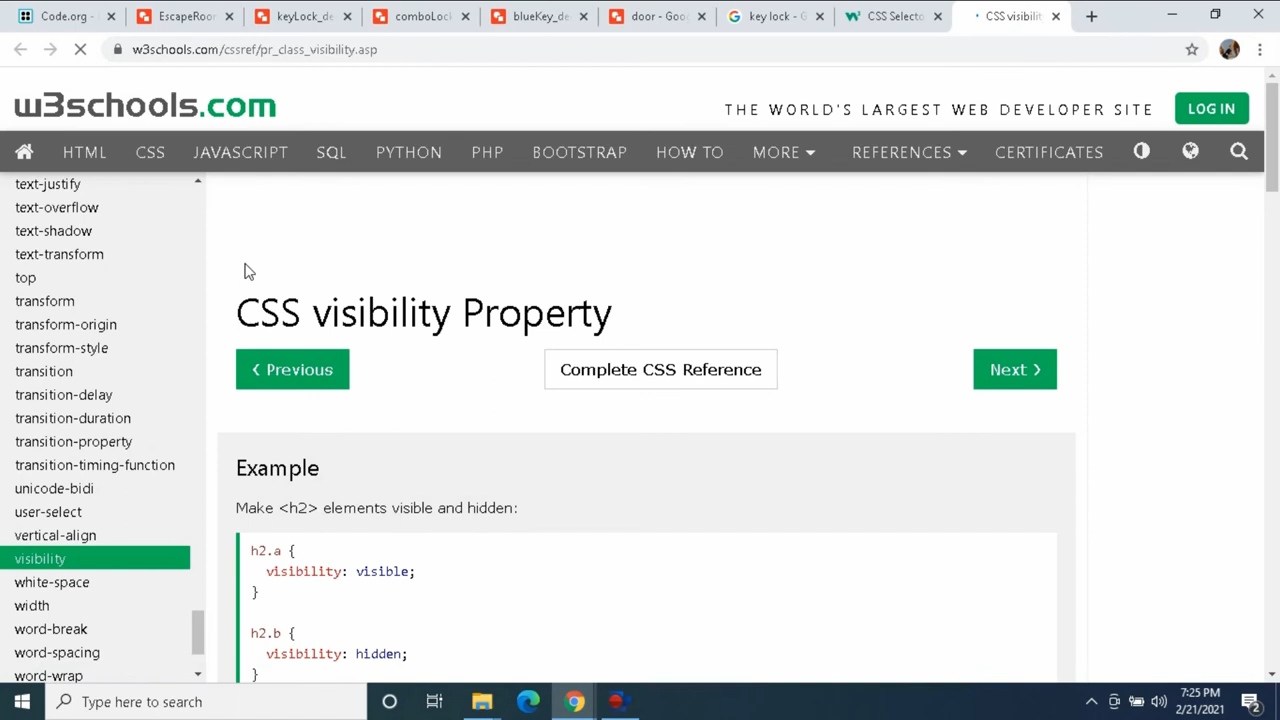 Code.org -
EscapeRoo
keyLock_de
comboLock
blueKey_de
door - Goo
key lock - G
CSS Selecto
CSS visibilit
w3schools.com/cssref/pr_class_visibility.asp
w3schools.com
THE WORLD'S LARGEST WEB DEVELOPER SITE
LOG IN
HTML
CSS
JAVASCRIPT
SQL
PYTHON
PHP
BOOTSTRAP
HOW TO
MORE
REFERENCES
CERTIFICATES
text-justify
text-overflow
text-shadow
text-transform
top
transform
transform-origin
transform-style
transition
transition-delay
transition-duration
transition-property
transition-timing-function
unicode-bidi
user-select
vertical-align
visibility
white-space
width
word-break
word-spacing
word-wrap
CSS visibility Property
❮ Previous
Complete CSS Reference
Next ❯
Example
Make <h2> elements visible and hidden:
h2.a {
visibility: visible;
}
h2.b {
visibility: hidden;
}
Type here to search
7:25 PM
2/21/2021
2